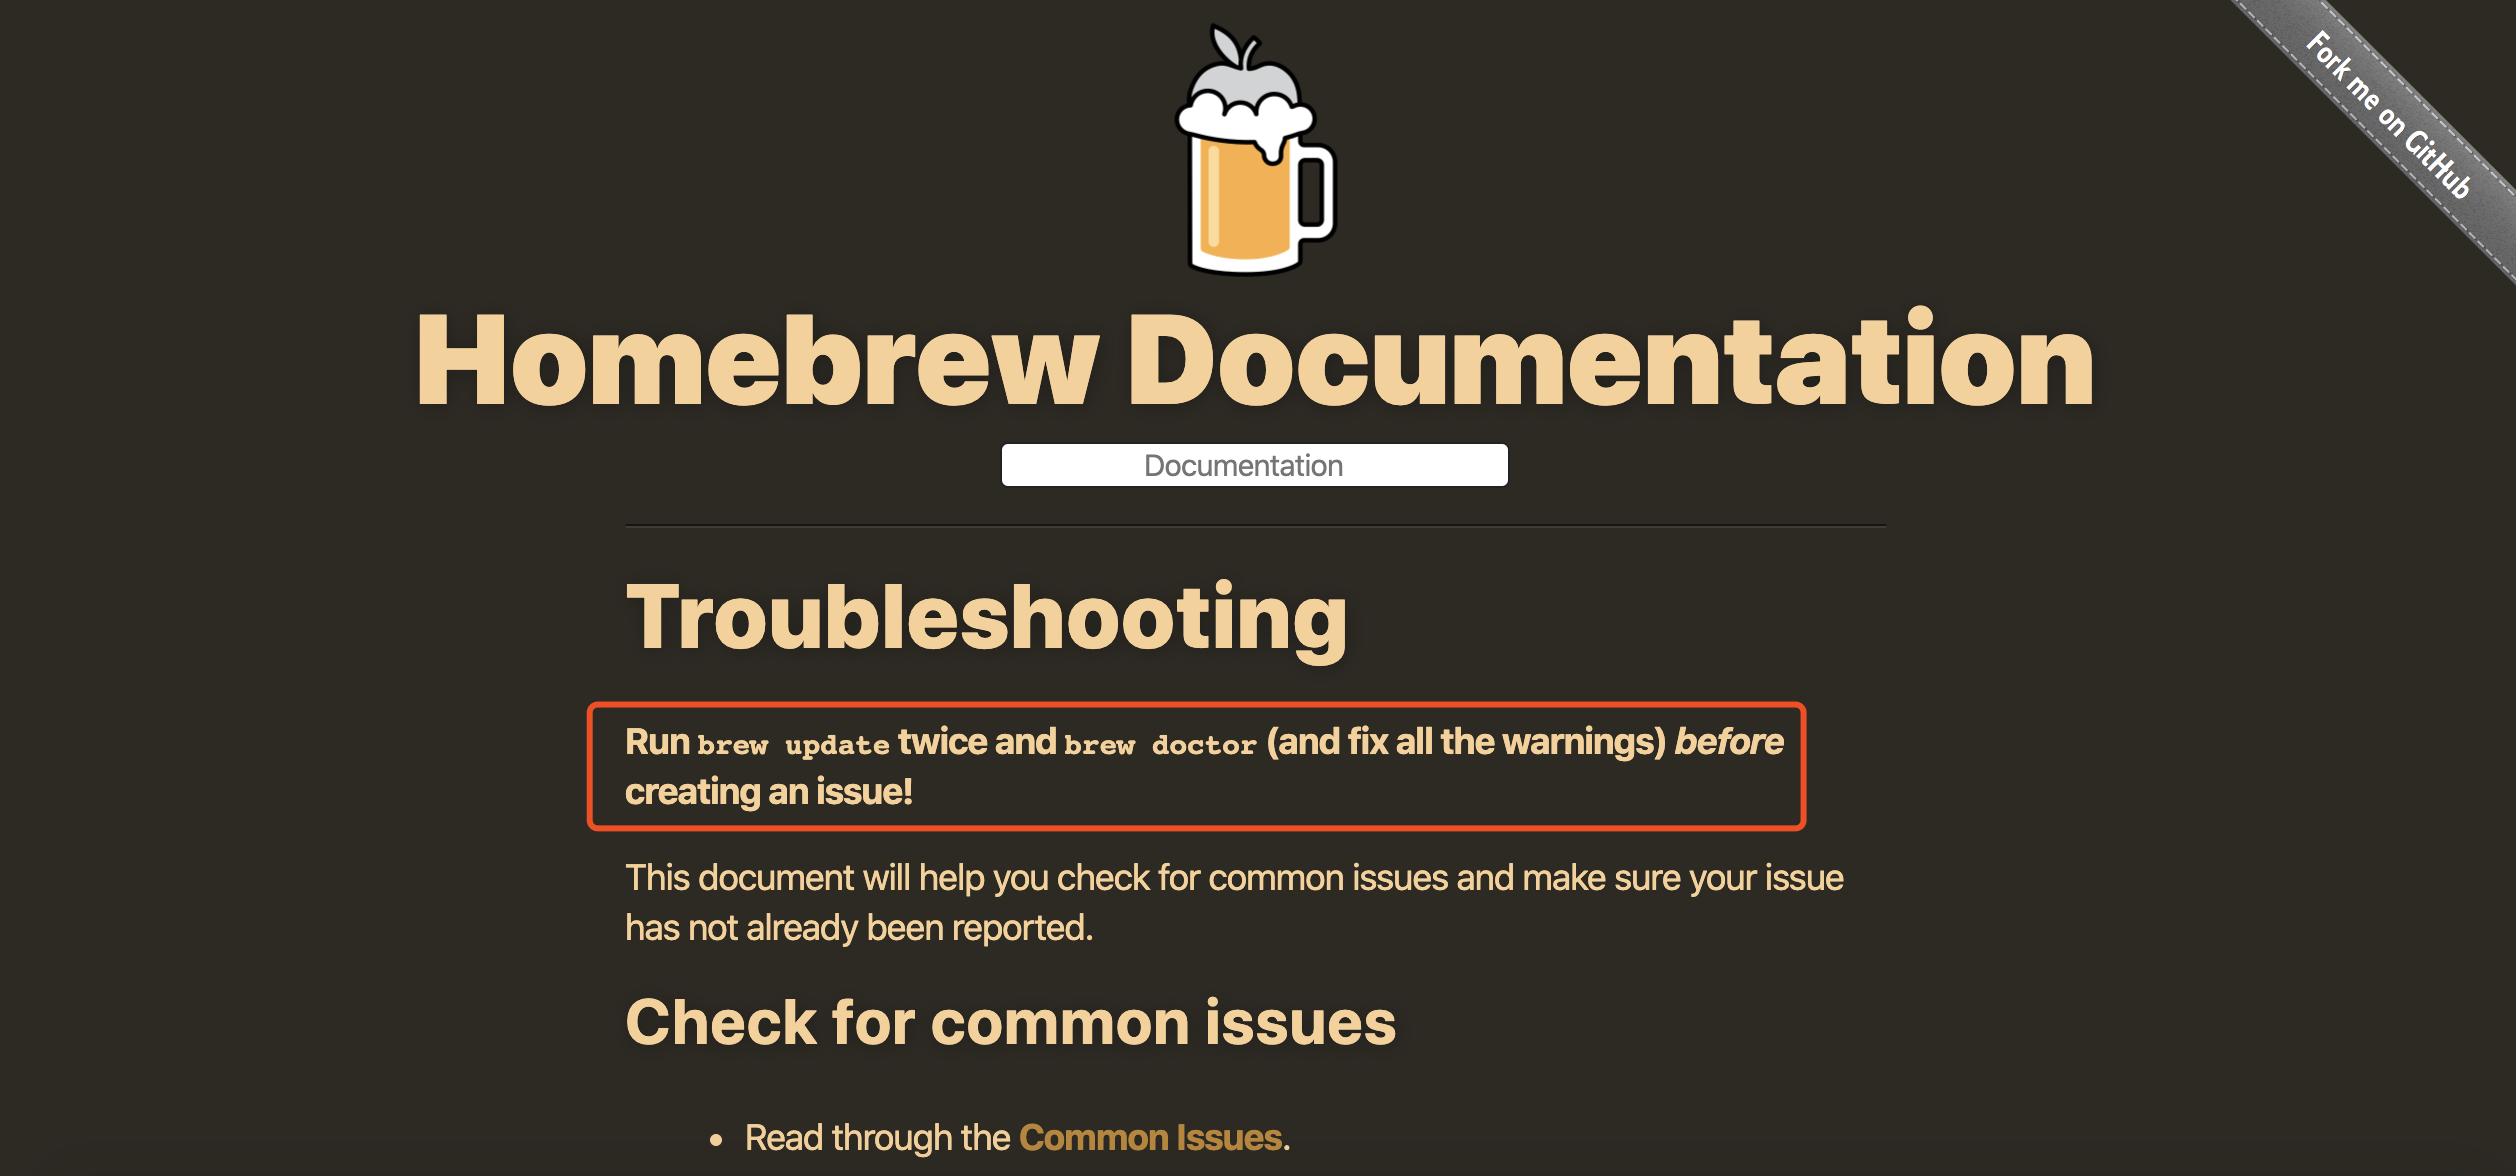 Fork me on GitHub
Homebrew Documentation
Documentation
Troubleshooting
Run brew update twice and brew doctor (and fix all the warnings) before
creating an issue!
This document will help you check for common issues and make sure your issue
has not already been reported.
Check for common issues
• Read through the Common Issues.